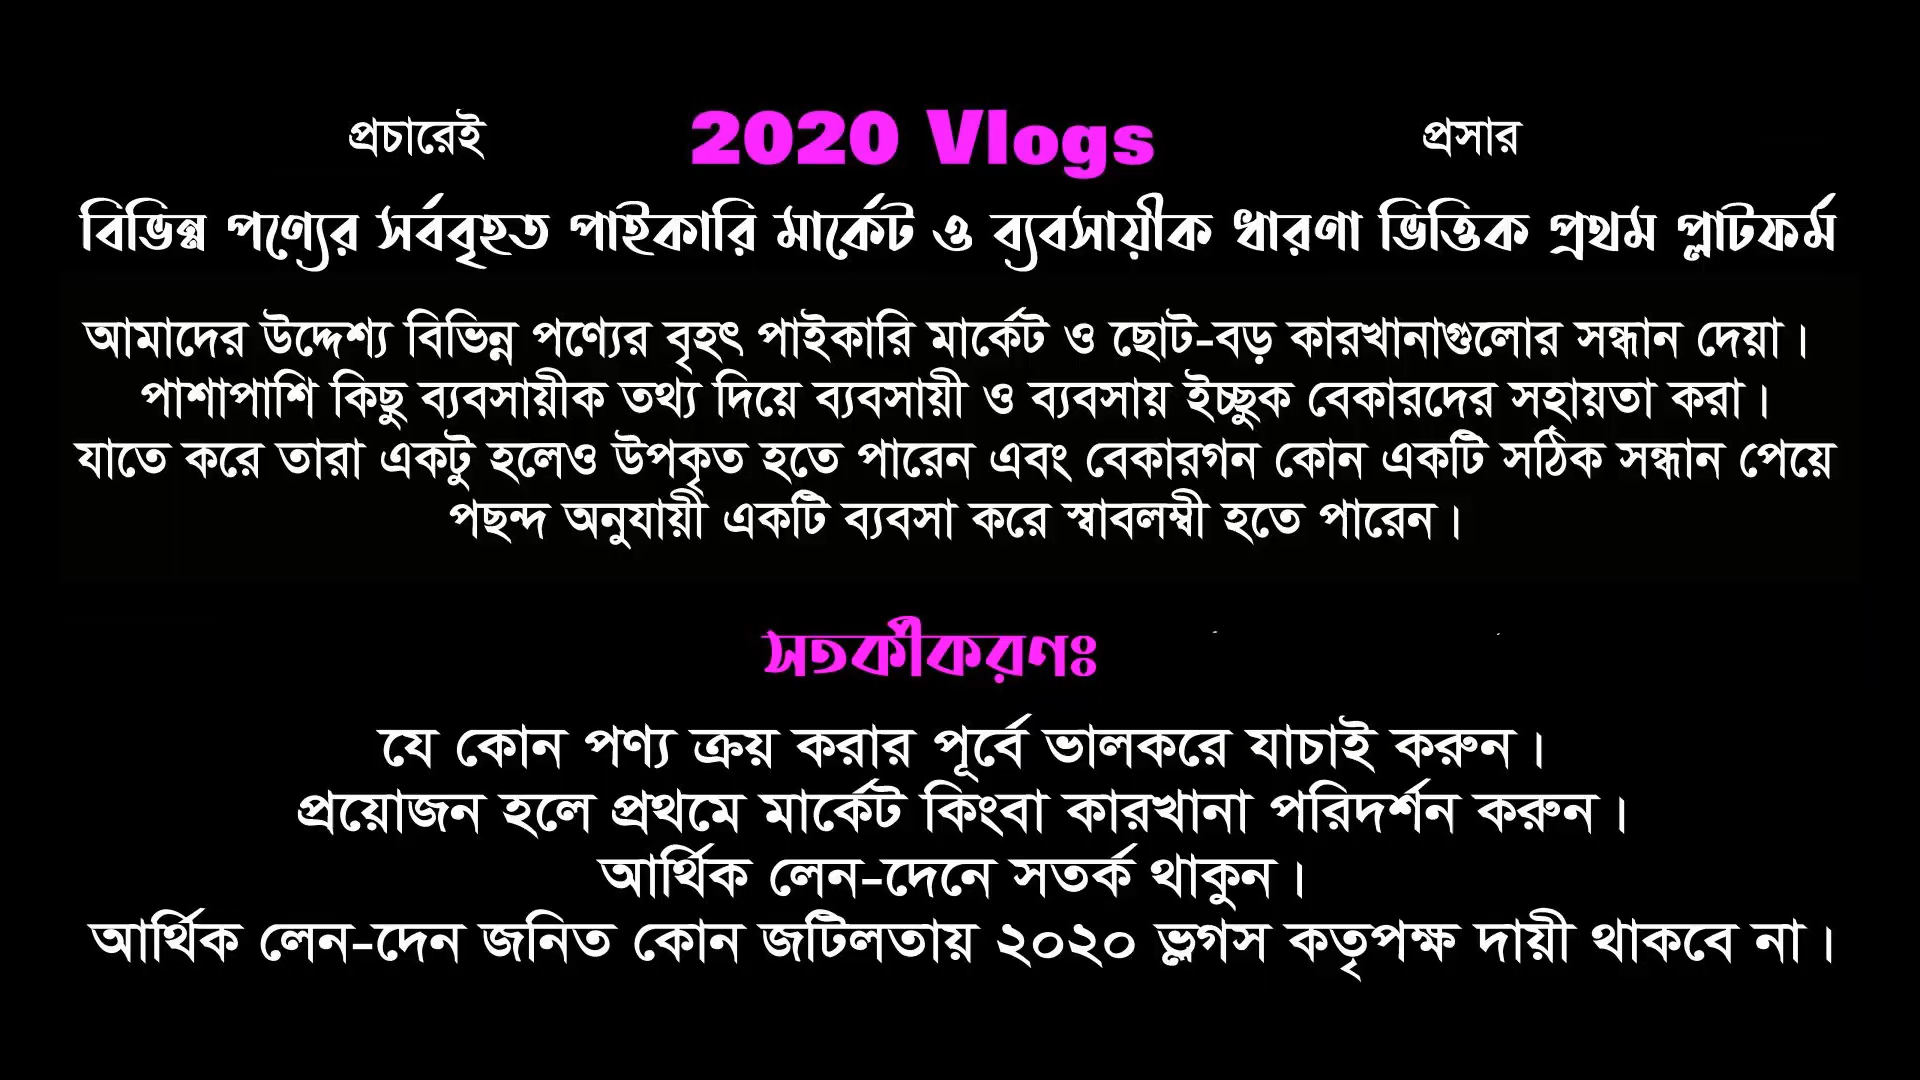 প্রচারেই 2020 Vlogs প্রসার
বিভিন্ন পণ্যের সর্ববৃহত পাইকারি মার্কেট ও ব্যবসায়ীক ধারণা ভিত্তিক প্রথম প্লাটফর্ম
আমাদের উদ্দেশ্য বিভিন্ন পণ্যের বৃহৎ পাইকারি মার্কেট ও ছোট-বড় কারখানাগুলোর সন্ধান দেয়া।
পাশাপাশি কিছু ব্যবসায়ীক তথ্য দিয়ে ব্যবসায়ী ও ব্যবসায় ইচ্ছুক বেকারদের সহায়তা করা।
যাতে করে তারা একটু হলেও উপকৃত হতে পারেন এবং বেকারগন কোন একটি সঠিক সন্ধান পেয়ে
পছন্দ অনুযায়ী একটি ব্যবসা করে স্বাবলম্বী হতে পারেন।
সতর্কীকরণঃ
যে কোন পণ্য ক্রয় করার পূর্বে ভালকরে যাচাই করুন।
প্রয়োজন হলে প্রথমে মার্কেট কিংবা কারখানা পরিদর্শন করুন।
আর্থিক লেন-দেনে সতর্ক থাকুন।
আর্থিক লেন-দেন জনিত কোন জটিলতায় ২০২০ ভ্লগস কতৃপক্ষ দায়ী থাকবে না।